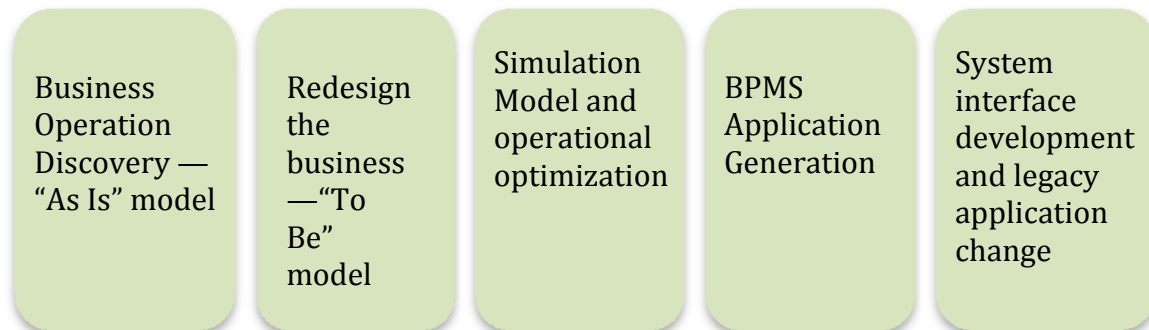 Business
Operation
Discovery —
“As Is” model
Redesign
the
business
—“To
Be”
model
Simulation
Model and
operational
optimization
BPMS
Application
Generation
System
interface
development
and legacy
application
change